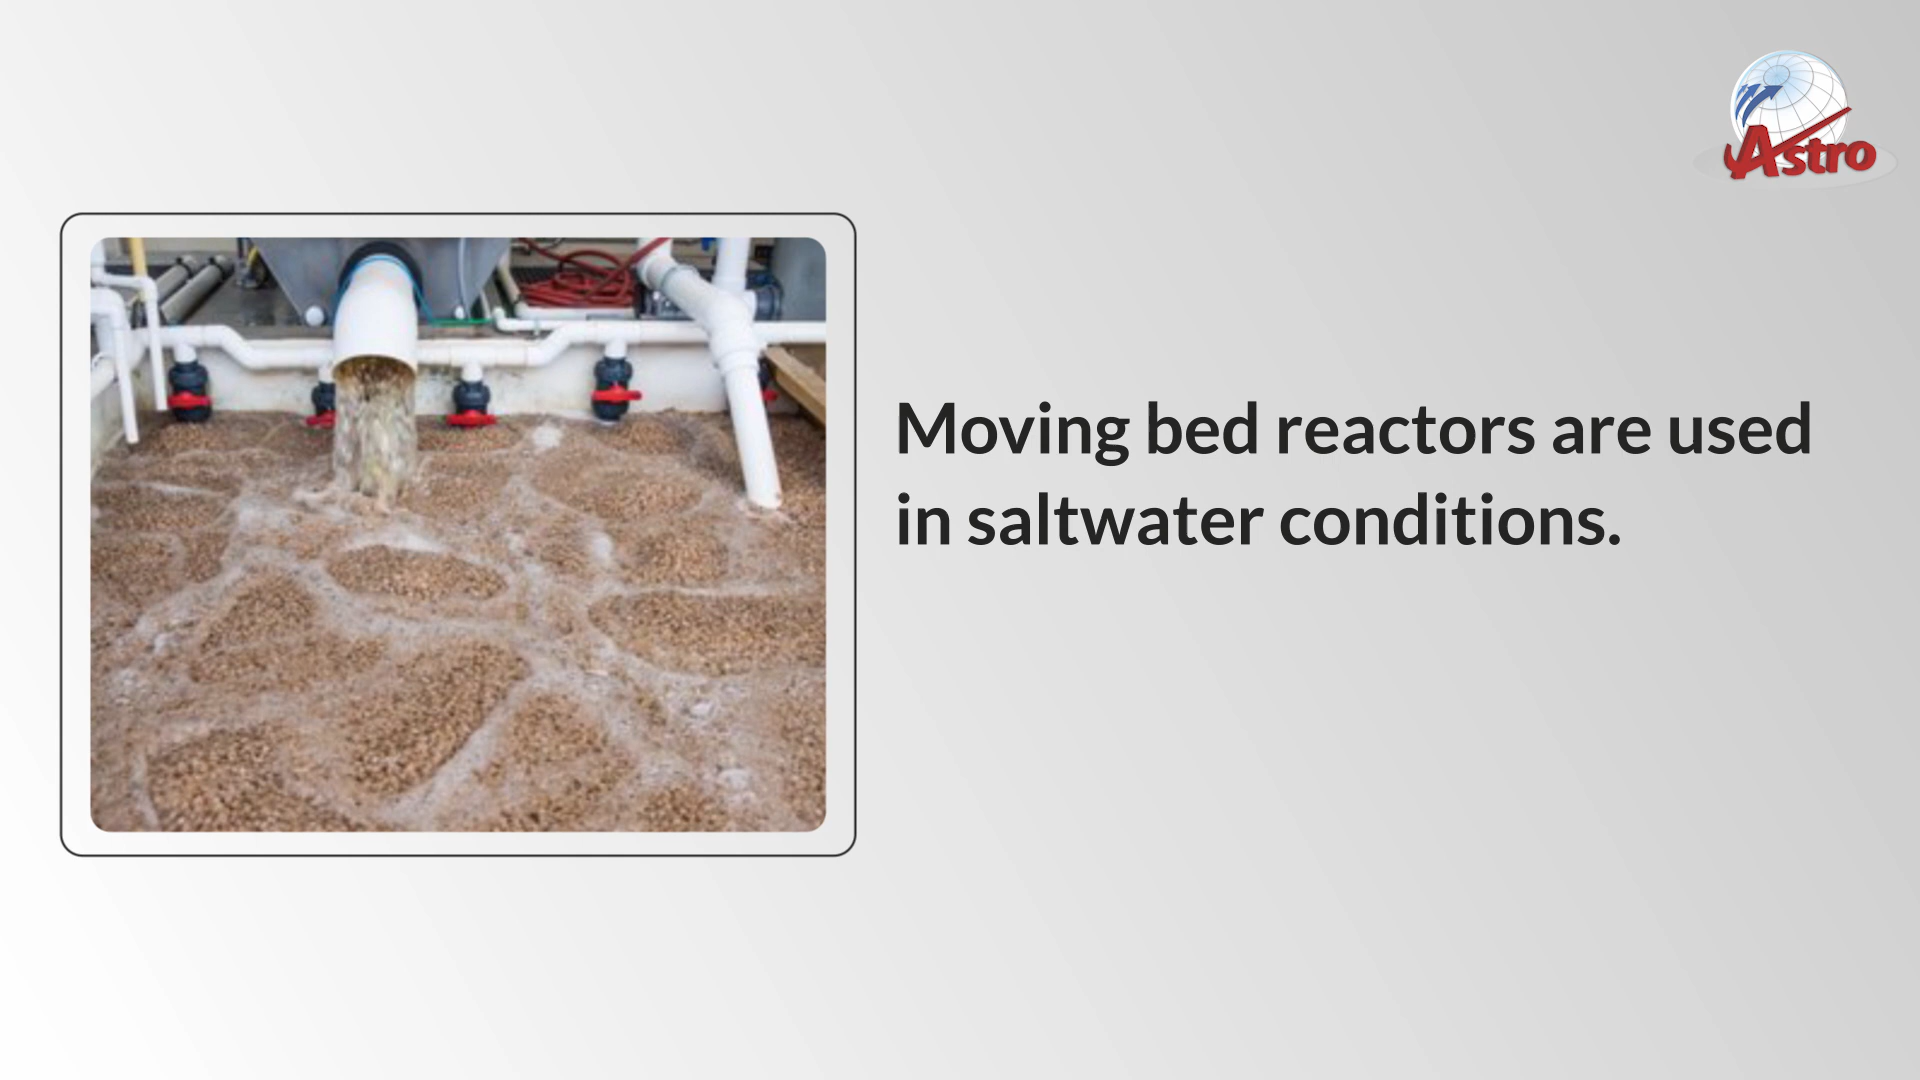 Astro
Moving bed reactors are used
in saltwater conditions.